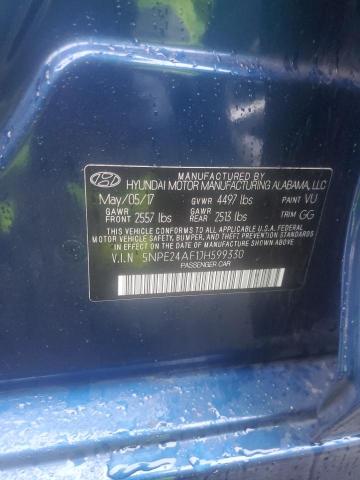 MANUFACTURED BY
HYUNDAI MOTOR MANUFACTURING ALABAMA, LLC
May/05/17 GVWR 4497 lbs PAINT VU
GAWR FRONT 2557 lbs GAWR REAR 2513 lbs TRIM GG
THIS VEHICLE CONFORMS TO ALL APPLICABLE U.S.A. FEDERAL
MOTOR VEHICLE SAFETY, BUMPER, AND THEFT PREVENTION
STANDARDS IN EFFECT ON THE DATE OF MANUFACTURE SHOWN ABOVE.
V.I.N 5NPE24AF1JH599330
PASSENGER CAR